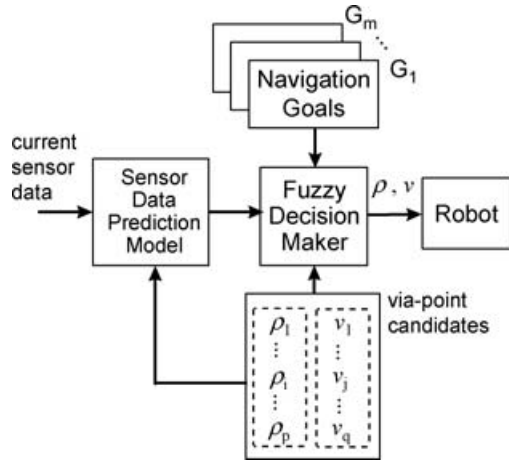 G_m
⋱
G_1
Navigation
Goals
current
sensor
data
Sensor
Data
Prediction
Model
Fuzzy
Decision
Maker
ρ , v
Robot
via-point
candidates
ρ_1 v_1
⋮ ⋮
ρ_i v_j
⋮ ⋮
ρ_p v_q